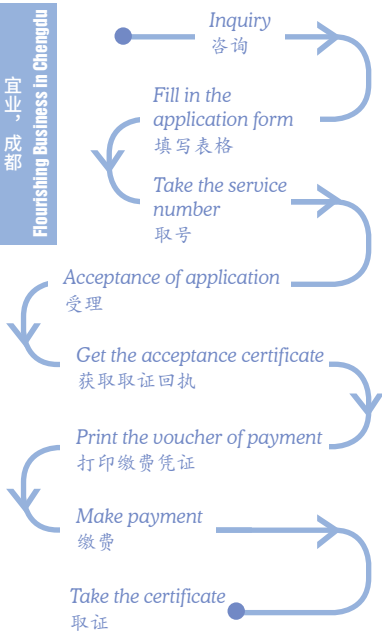 宜业，成都
Flourishing Business in Chengdu
Inquiry
咨询
Fill in the
application form
填写表格
Take the service
number
取号
Acceptance of application
受理
Get the acceptance certificate
获取取证回执
Print the voucher of payment
打印缴费凭证
Make payment
缴费
Take the certificate
取证